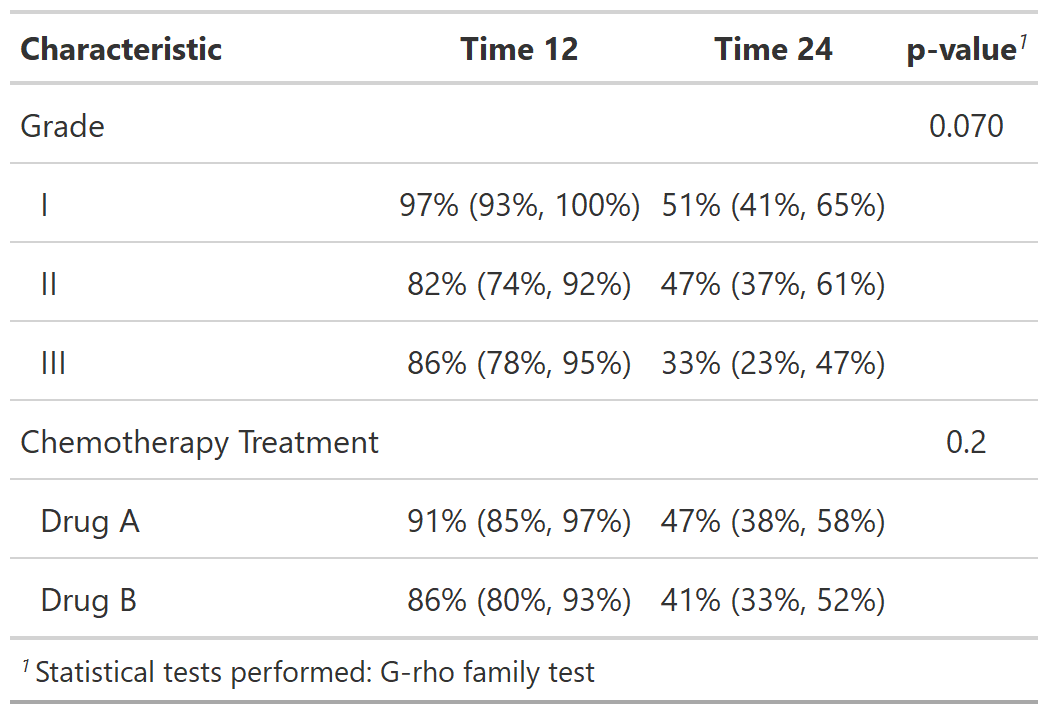 Characteristic Time 12 Time 24 p-value1
Grade 0.070
I 97% (93%, 100%) 51% (41%, 65%)
II 82% (74%, 92%) 47% (37%, 61%)
III 86% (78%, 95%) 33% (23%, 47%)
Chemotherapy Treatment 0.2
Drug A 91% (85%, 97%) 47% (38%, 58%)
Drug B 86% (80%, 93%) 41% (33%, 52%)
1 Statistical tests performed: G-rho family test